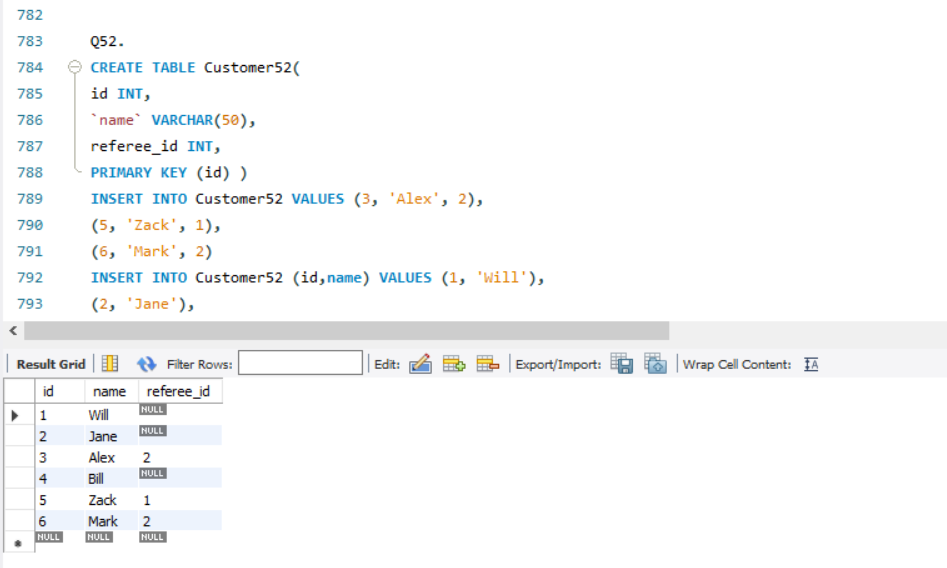 782
783 Q52.
784 CREATE TABLE Customer52(
785 id INT,
786 `name` VARCHAR(50),
787 referee_id INT,
788 PRIMARY KEY (id) )
789 INSERT INTO Customer52 VALUES (3, 'Alex', 2),
790 (5, 'Zack', 1),
791 (6, 'Mark', 2)
792 INSERT INTO Customer52 (id,name) VALUES (1, 'Will'),
793 (2, 'Jane'),
Result Grid Filter Rows: Edit: Export/Import: Wrap Cell Content: IA
id name referee_id
1 Will NULL
2 Jane NULL
3 Alex 2
4 Bill NULL
5 Zack 1
6 Mark 2
NULL NULL NULL